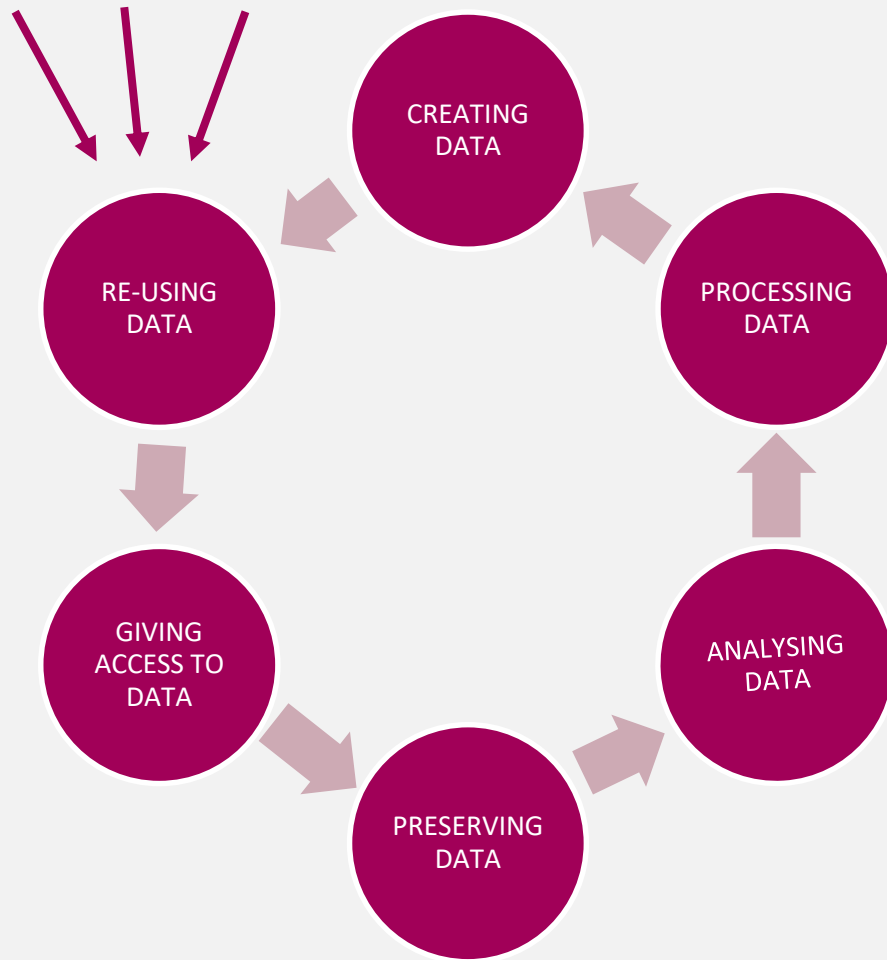 CREATING
DATA
RE-USING
DATA
PROCESSING
DATA
GIVING
ACCESS TO
DATA
ANALYSING
DATA
PRESERVING
DATA